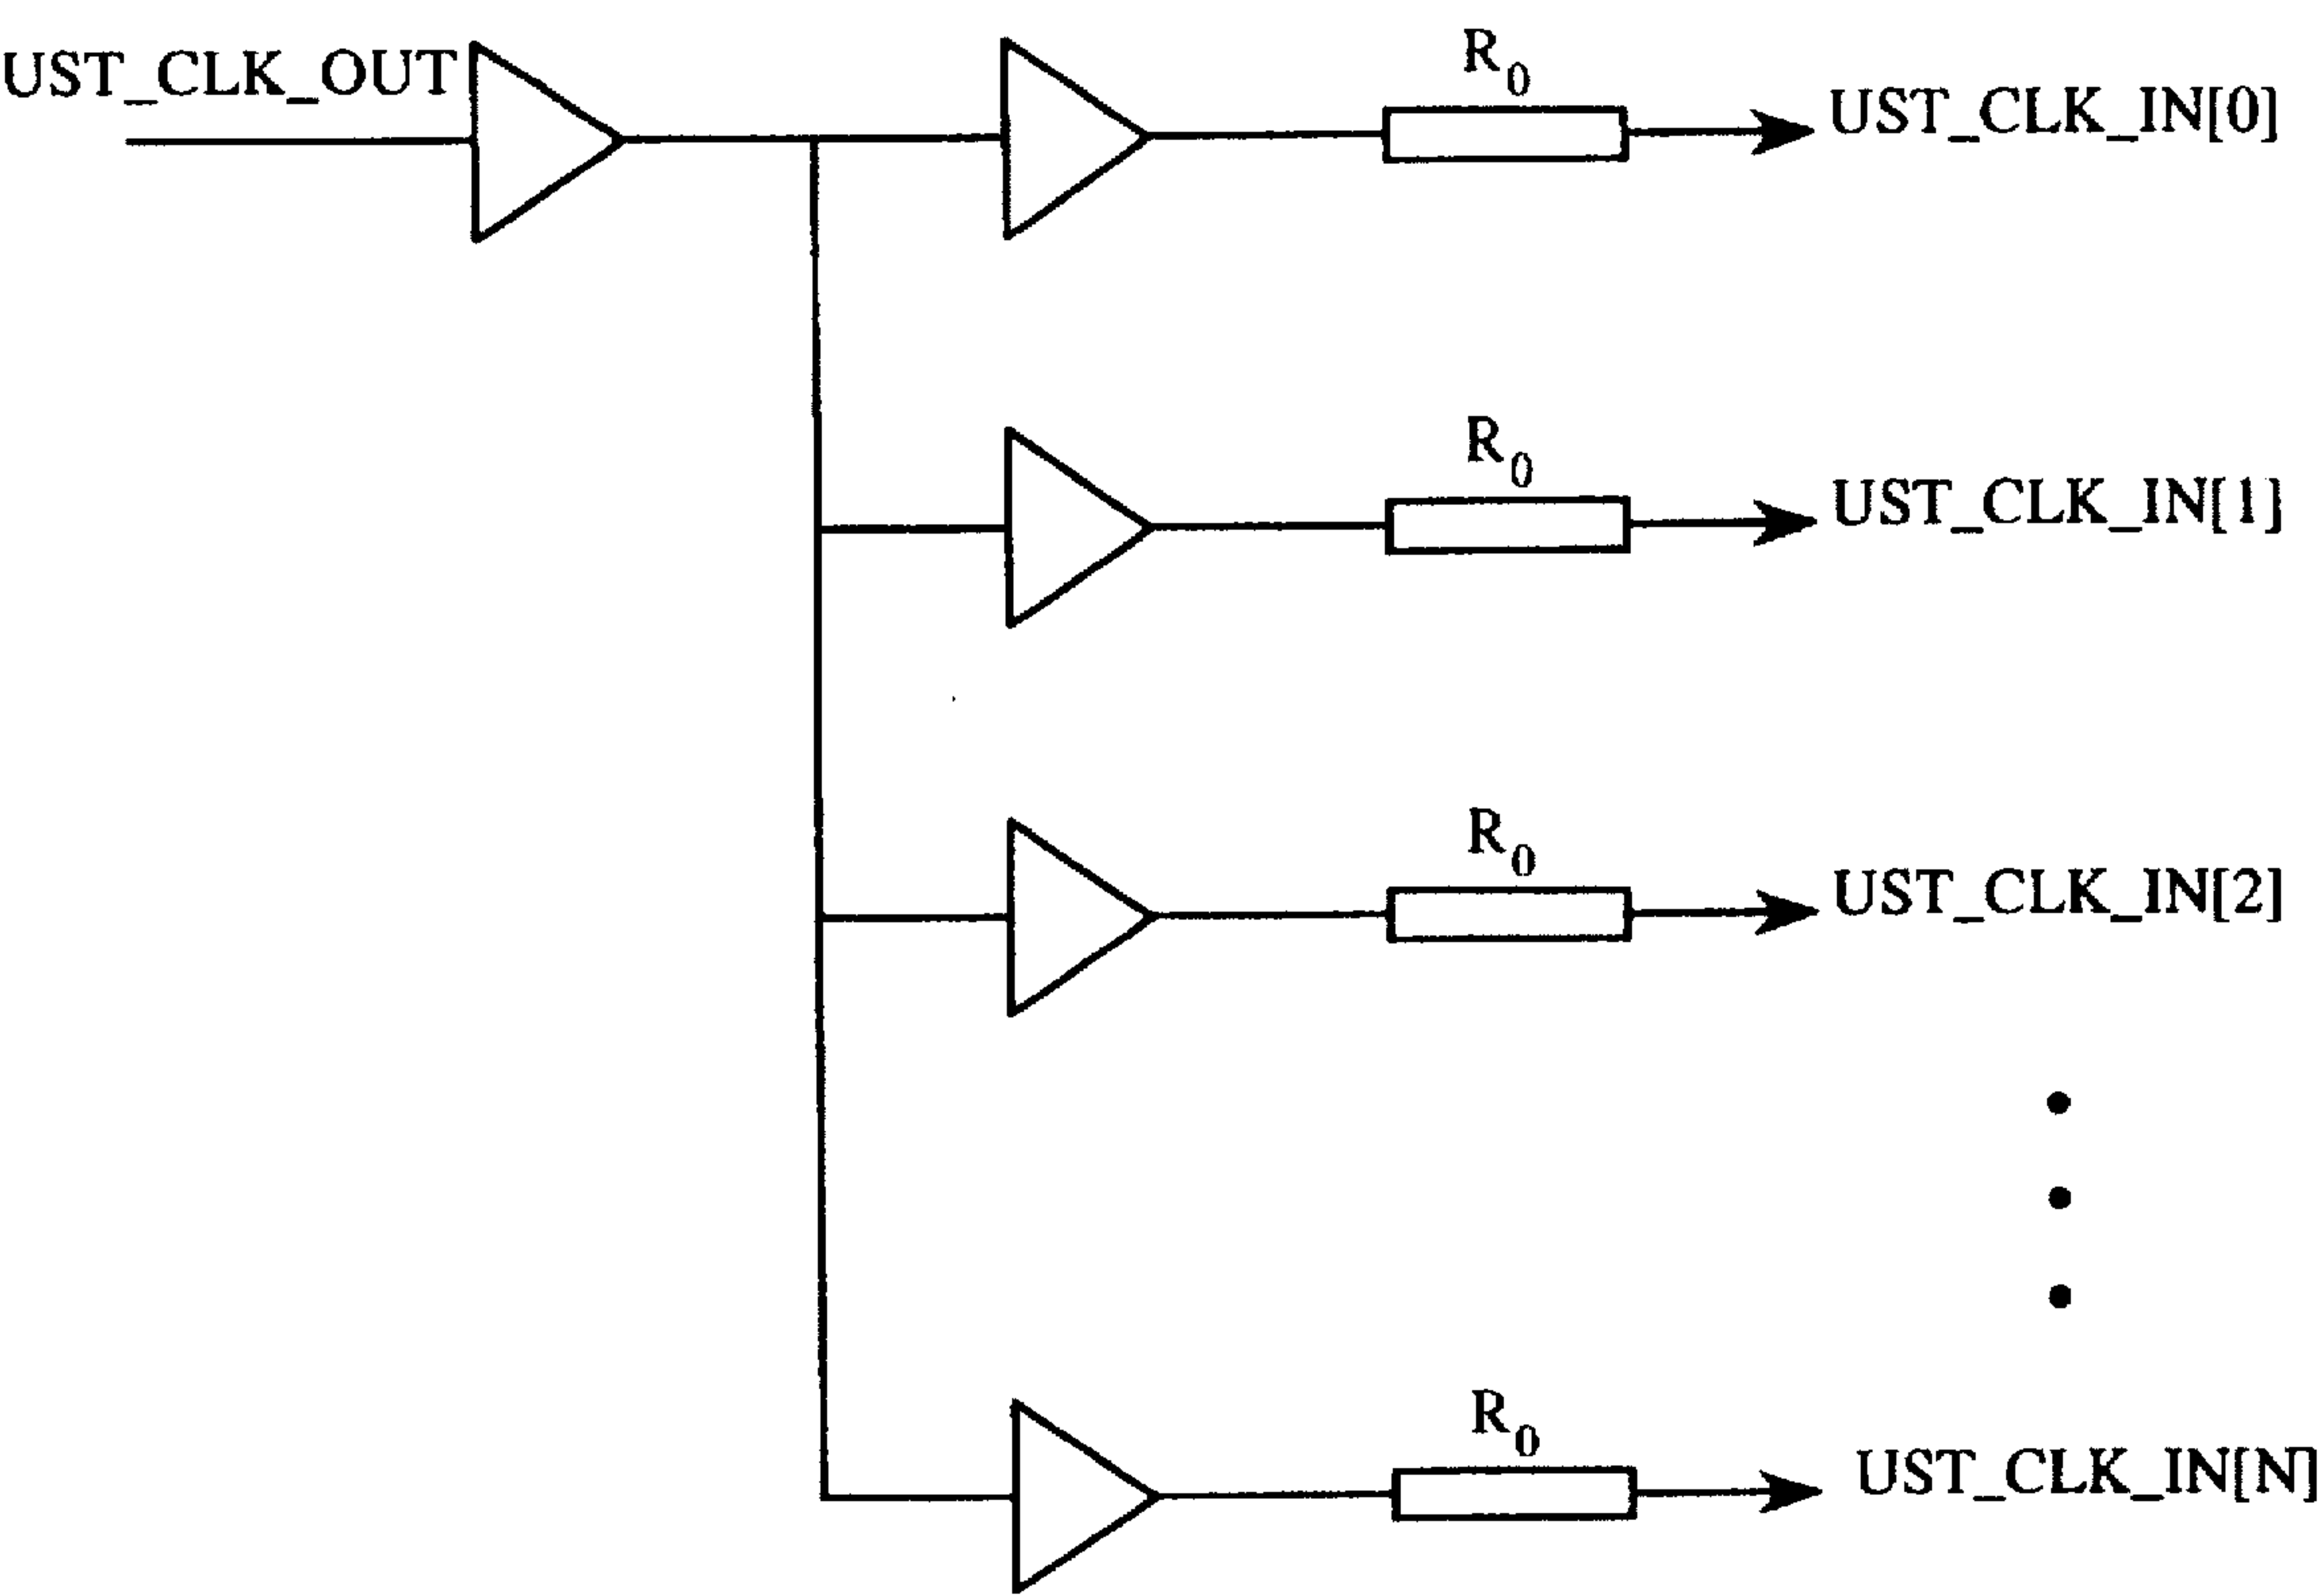 UST_CLK_OUT
R0
UST_CLK_IN[0]
R0
UST_CLK_IN[1]
R0
UST_CLK_IN[2]
R0
UST_CLK_IN[N]